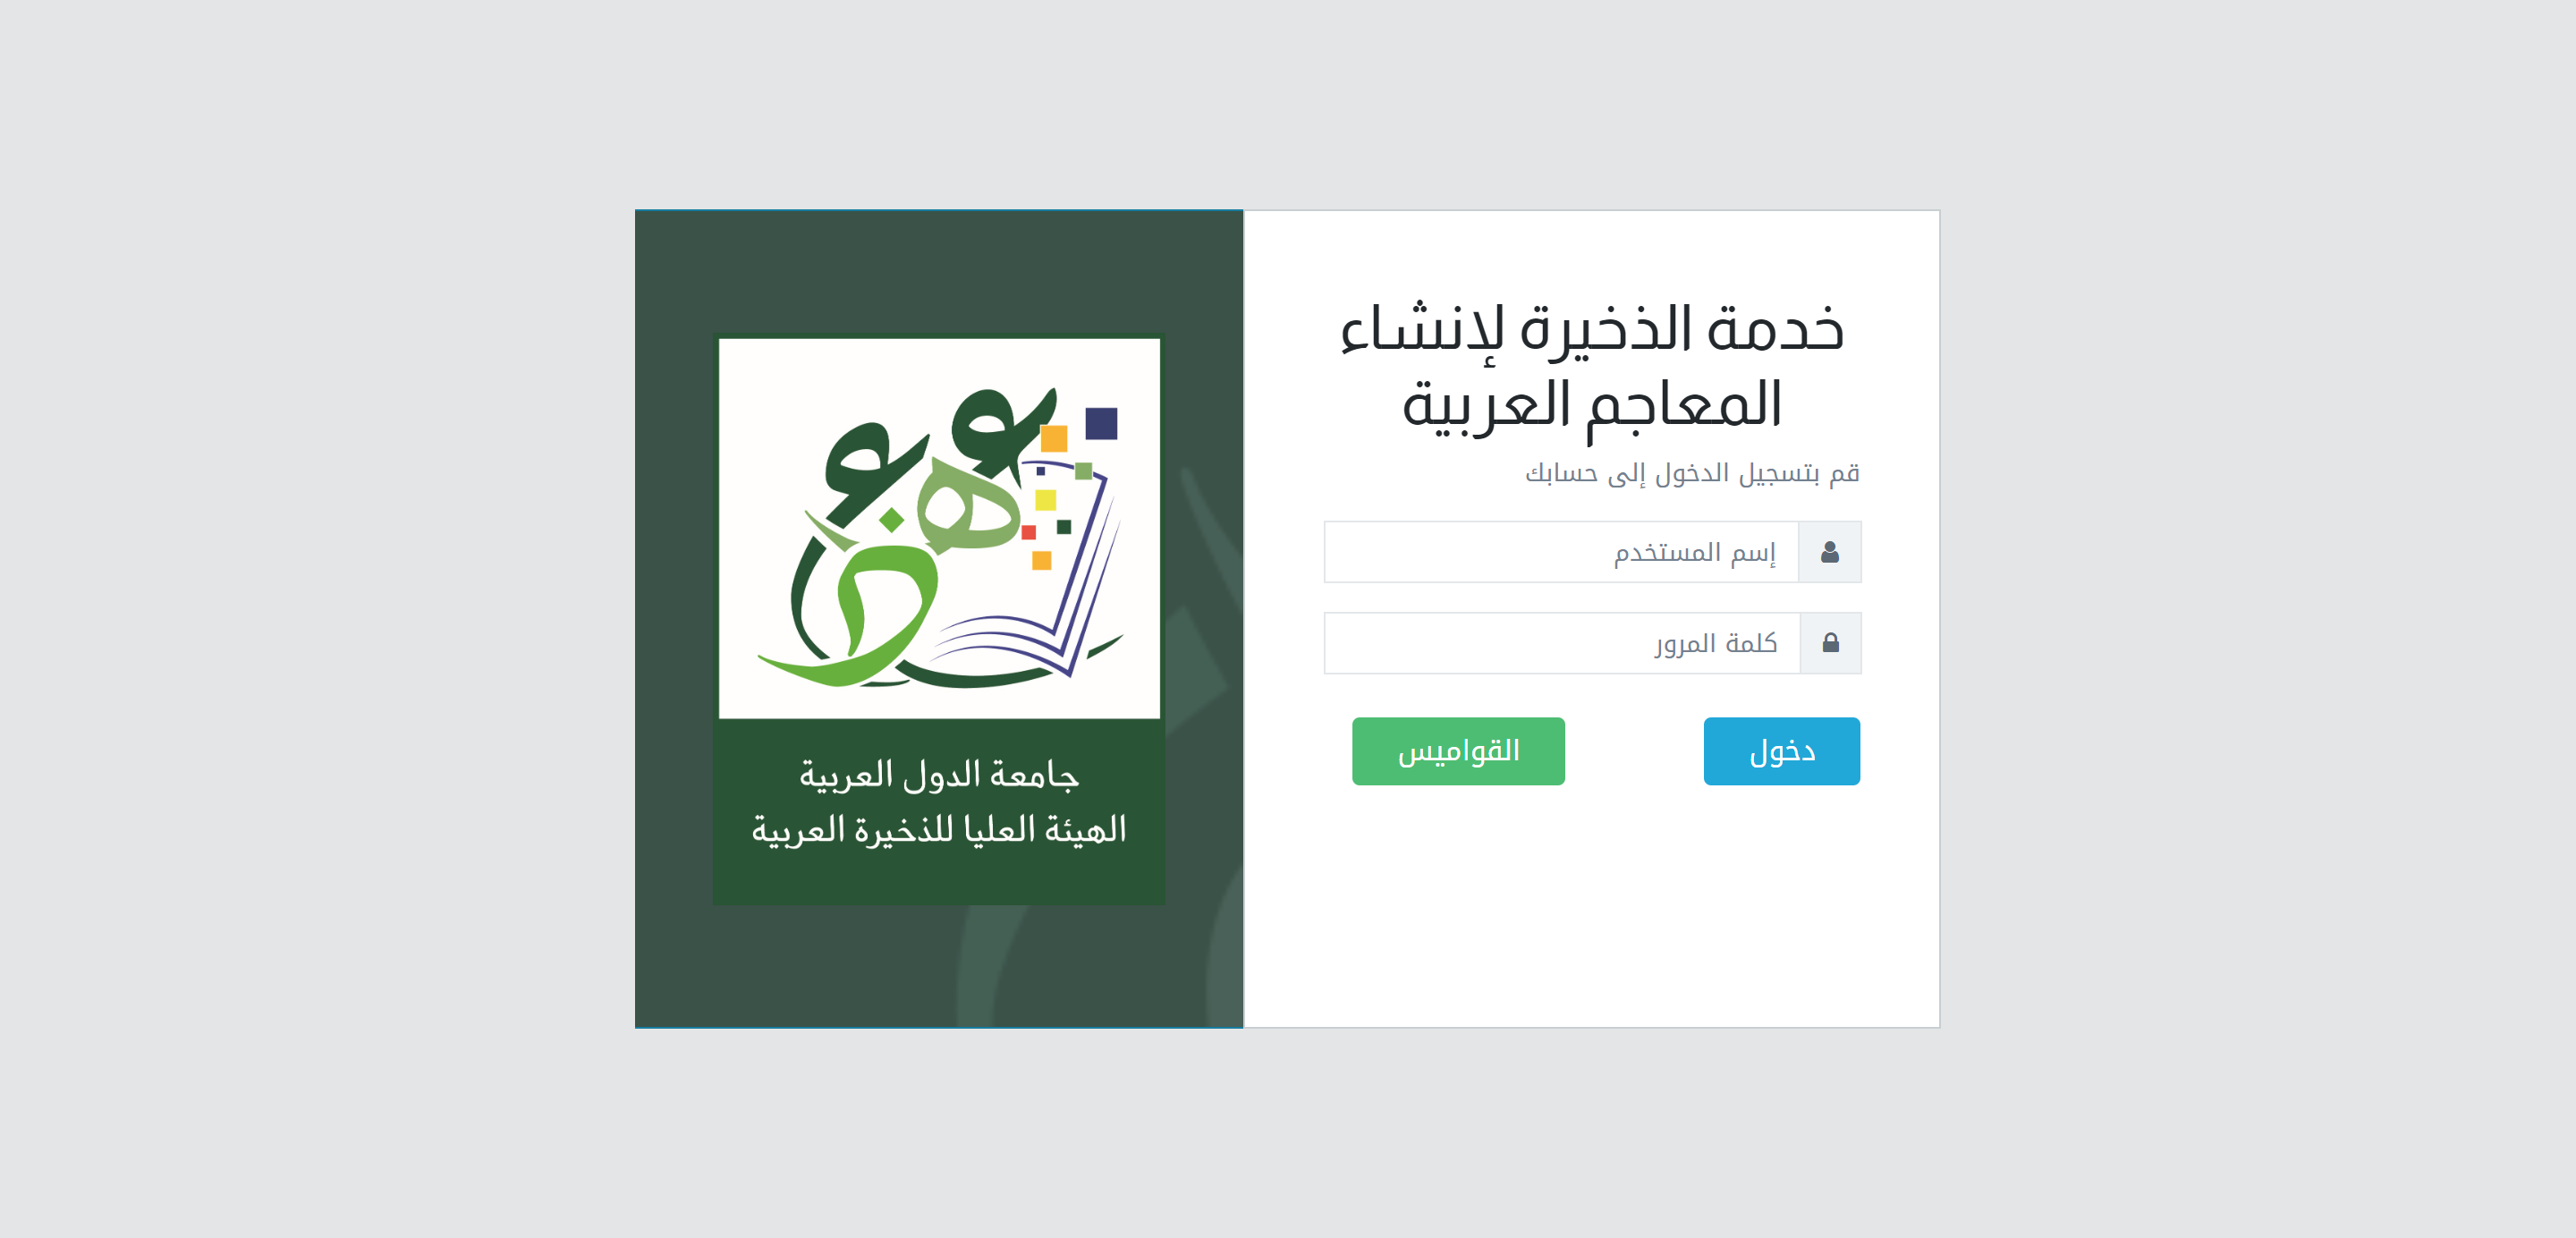 خدمة الذخيرة لإنشاء
المعاجم العربية
قم بتسجيل الدخول إلى حسابك
إسم المستخدم
كلمة المرور
دخول
القواميس
جامعة الدول العربية
الهيئة العليا للذخيرة العربية